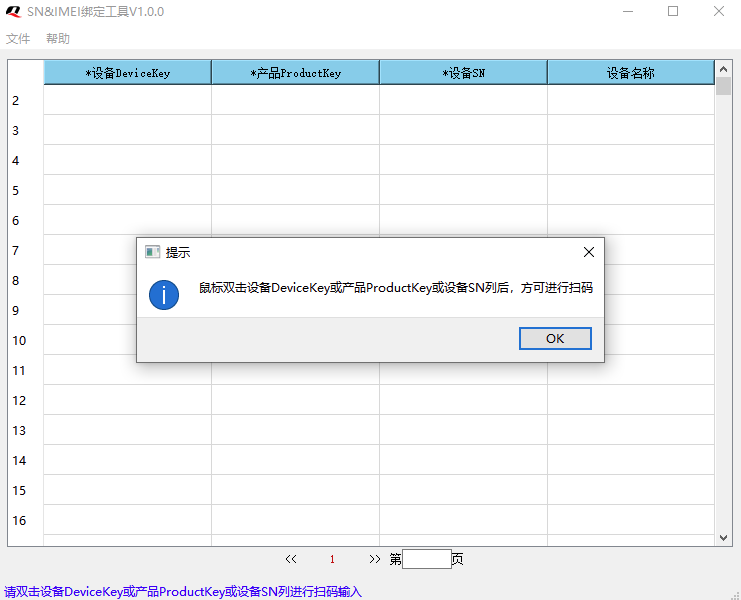 SN&IMEI绑定工具V1.0.0
文件 帮助
*设备DeviceKey *产品ProductKey *设备SN 设备名称
2
3
4
5
6
7
8
9
10
11
12
13
14
15
16
提示
鼠标双击设备DeviceKey或产品ProductKey或设备SN列后，方可进行扫码
OK
<< 1 >> 第 页
请双击设备DeviceKey或产品ProductKey或设备SN列进行扫码输入